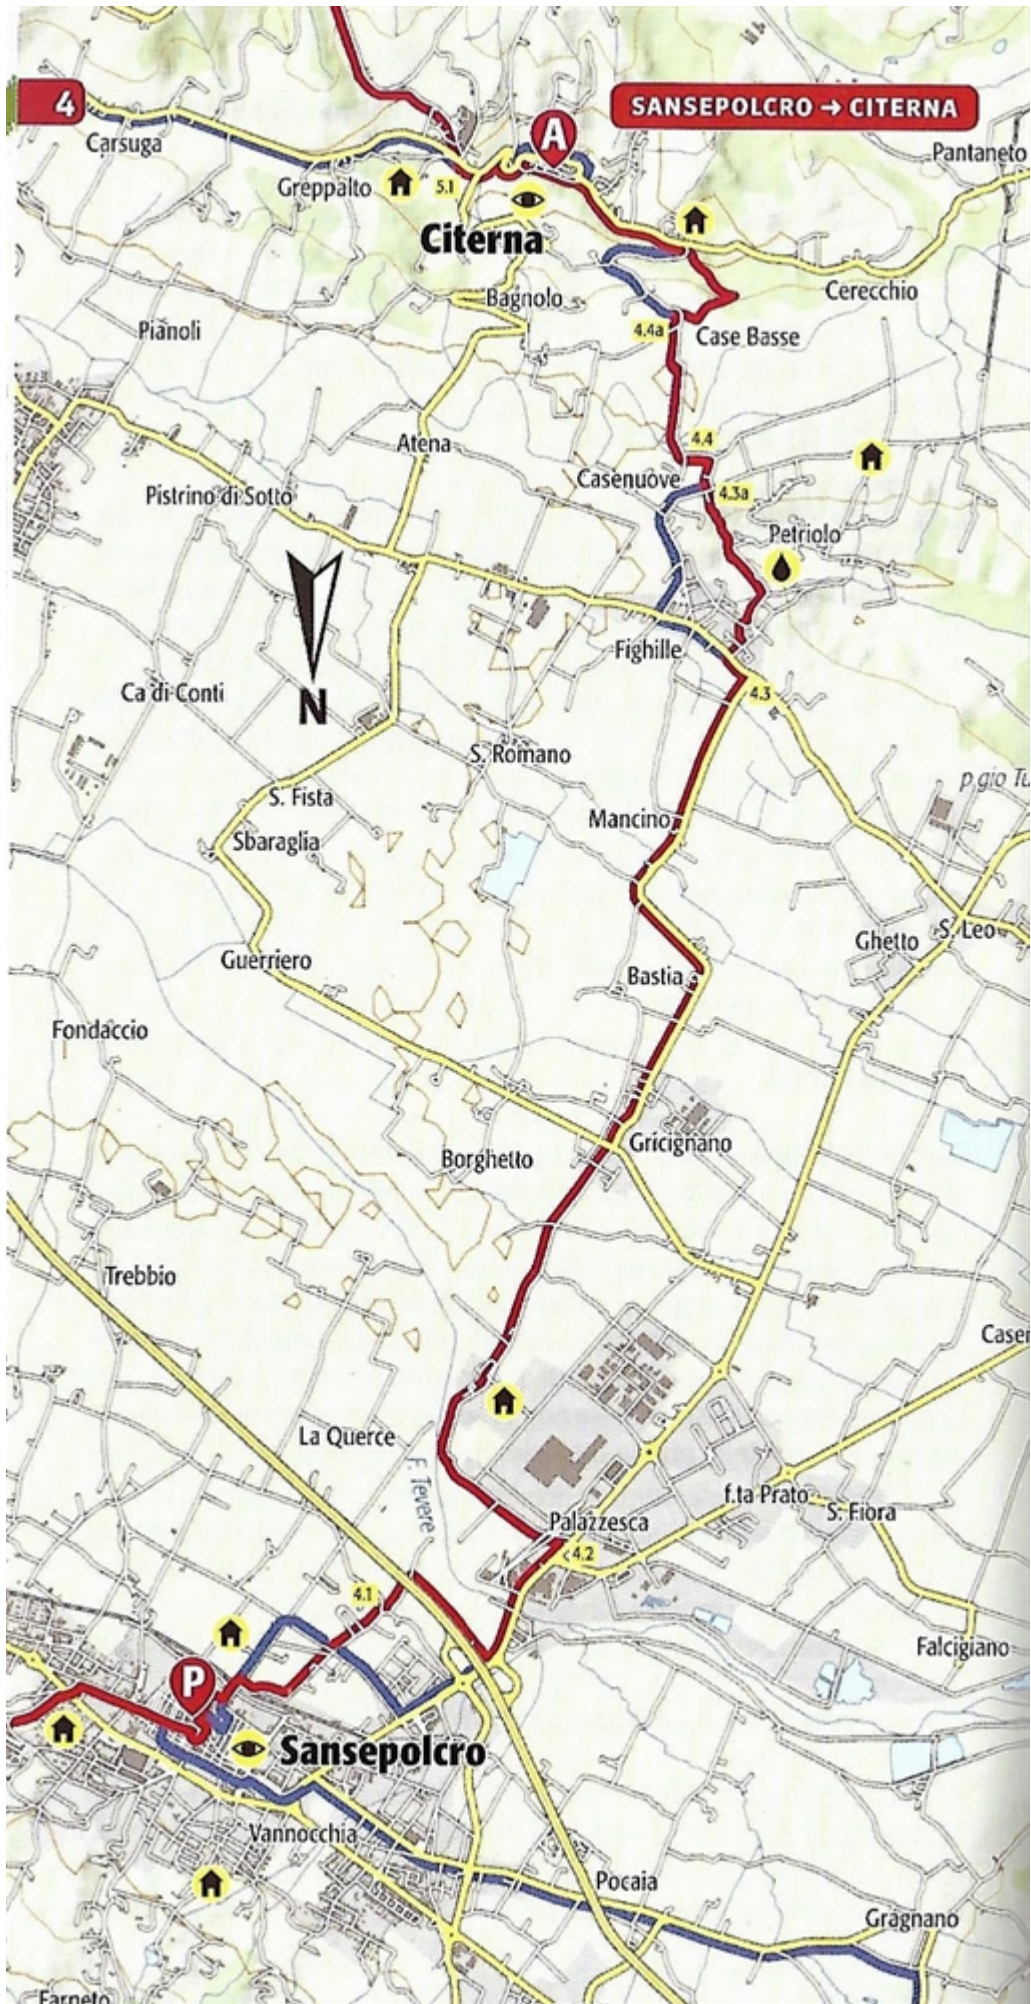 4
SANSEPOLCRO → CITERNA
A
Carsuga
Pantaneto
Greppalto
5.1
Citerna
Cerecchio
Bagnolo
Pianoli
4.4a
Case Basse
Atena
4.4
Casenuove
4.3a
Pistrino di Sotto
Petriolo
Fighille
N
Ca di Conti
4.3
S. Romano
p.gio Tu
S. Fista
Mancino
Sbaraglia
Ghetto
S. Leo
Guerriero
Bastia
Fondaccio
Gricignano
Borghetto
Trebbio
Caser
La Querce
F. Tevere
f.ta Prato
S. Fiora
Palazzesca
4.2
4.1
Falcigiano
P
Sansepolcro
Vannocchia
Pocaia
Gragnano
Farneto